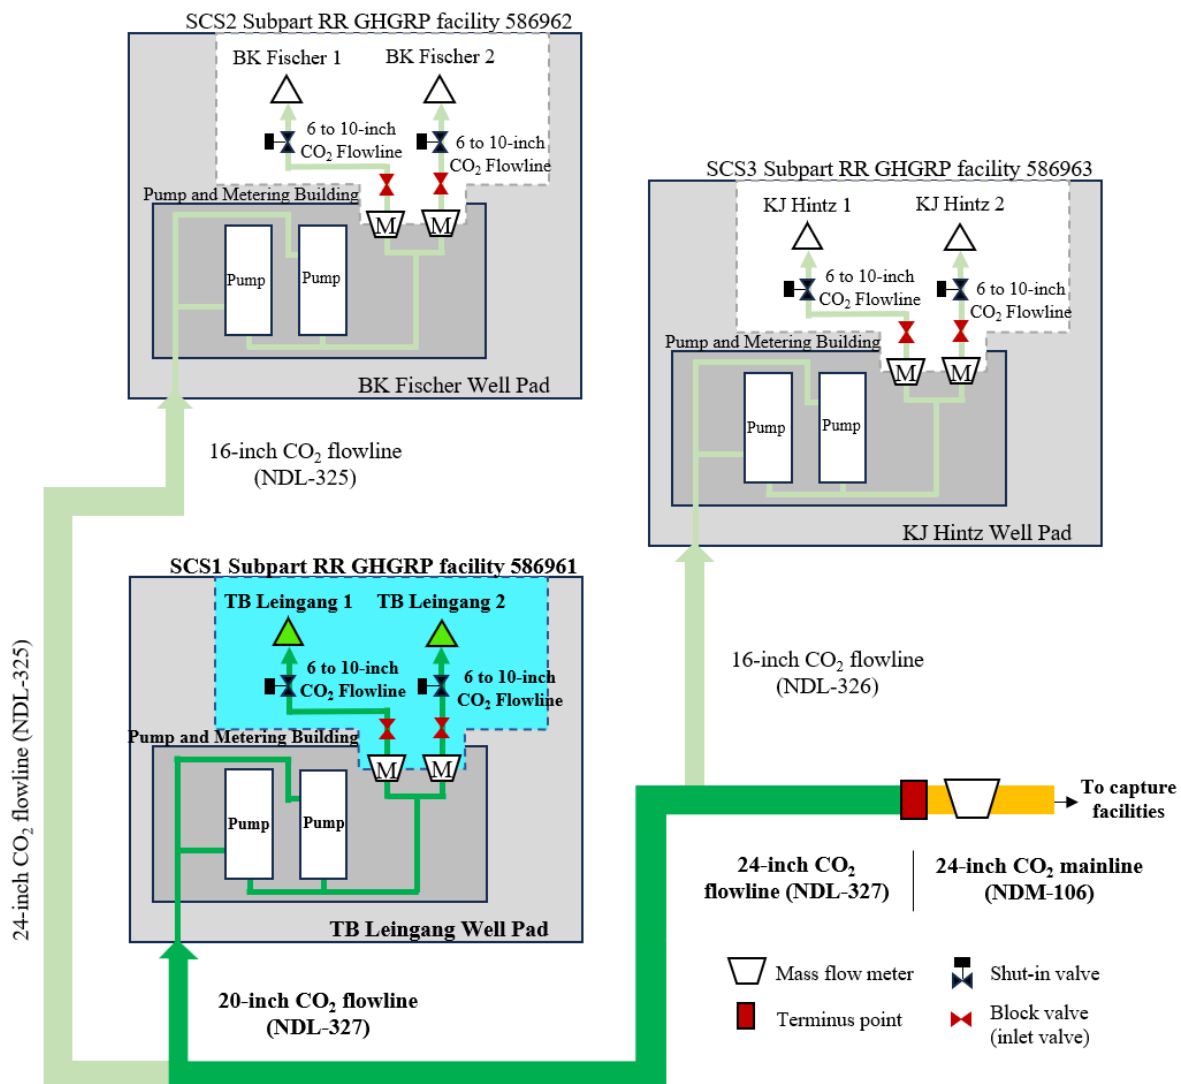 SCS2 Subpart RR GHGRP facility 586962
BK Fischer 1
BK Fischer 2
6 to 10-inch
CO₂ Flowline
6 to 10-inch
CO₂ Flowline
Pump and Metering Building
M
M
Pump
Pump
BK Fischer Well Pad
16-inch CO₂ flowline
(NDL-325)
24-inch CO₂ flowline (NDL-325)
SCS3 Subpart RR GHGRP facility 586963
KJ Hintz 1
KJ Hintz 2
6 to 10-inch
CO₂ Flowline
6 to 10-inch
CO₂ Flowline
Pump and Metering Building
M
M
Pump
Pump
KJ Hintz Well Pad
16-inch CO₂ flowline
(NDL-326)
SCS1 Subpart RR GHGRP facility 586961
TB Leingang 1
TB Leingang 2
6 to 10-inch
CO₂ Flowline
6 to 10-inch
CO₂ Flowline
Pump and Metering Building
M
M
Pump
Pump
TB Leingang Well Pad
20-inch CO₂ flowline
(NDL-327)
To capture
facilities
24-inch CO₂
flowline (NDL-327)
24-inch CO₂ mainline
(NDM-106)
Mass flow meter
Shut-in valve
Terminus point
Block valve
(inlet valve)